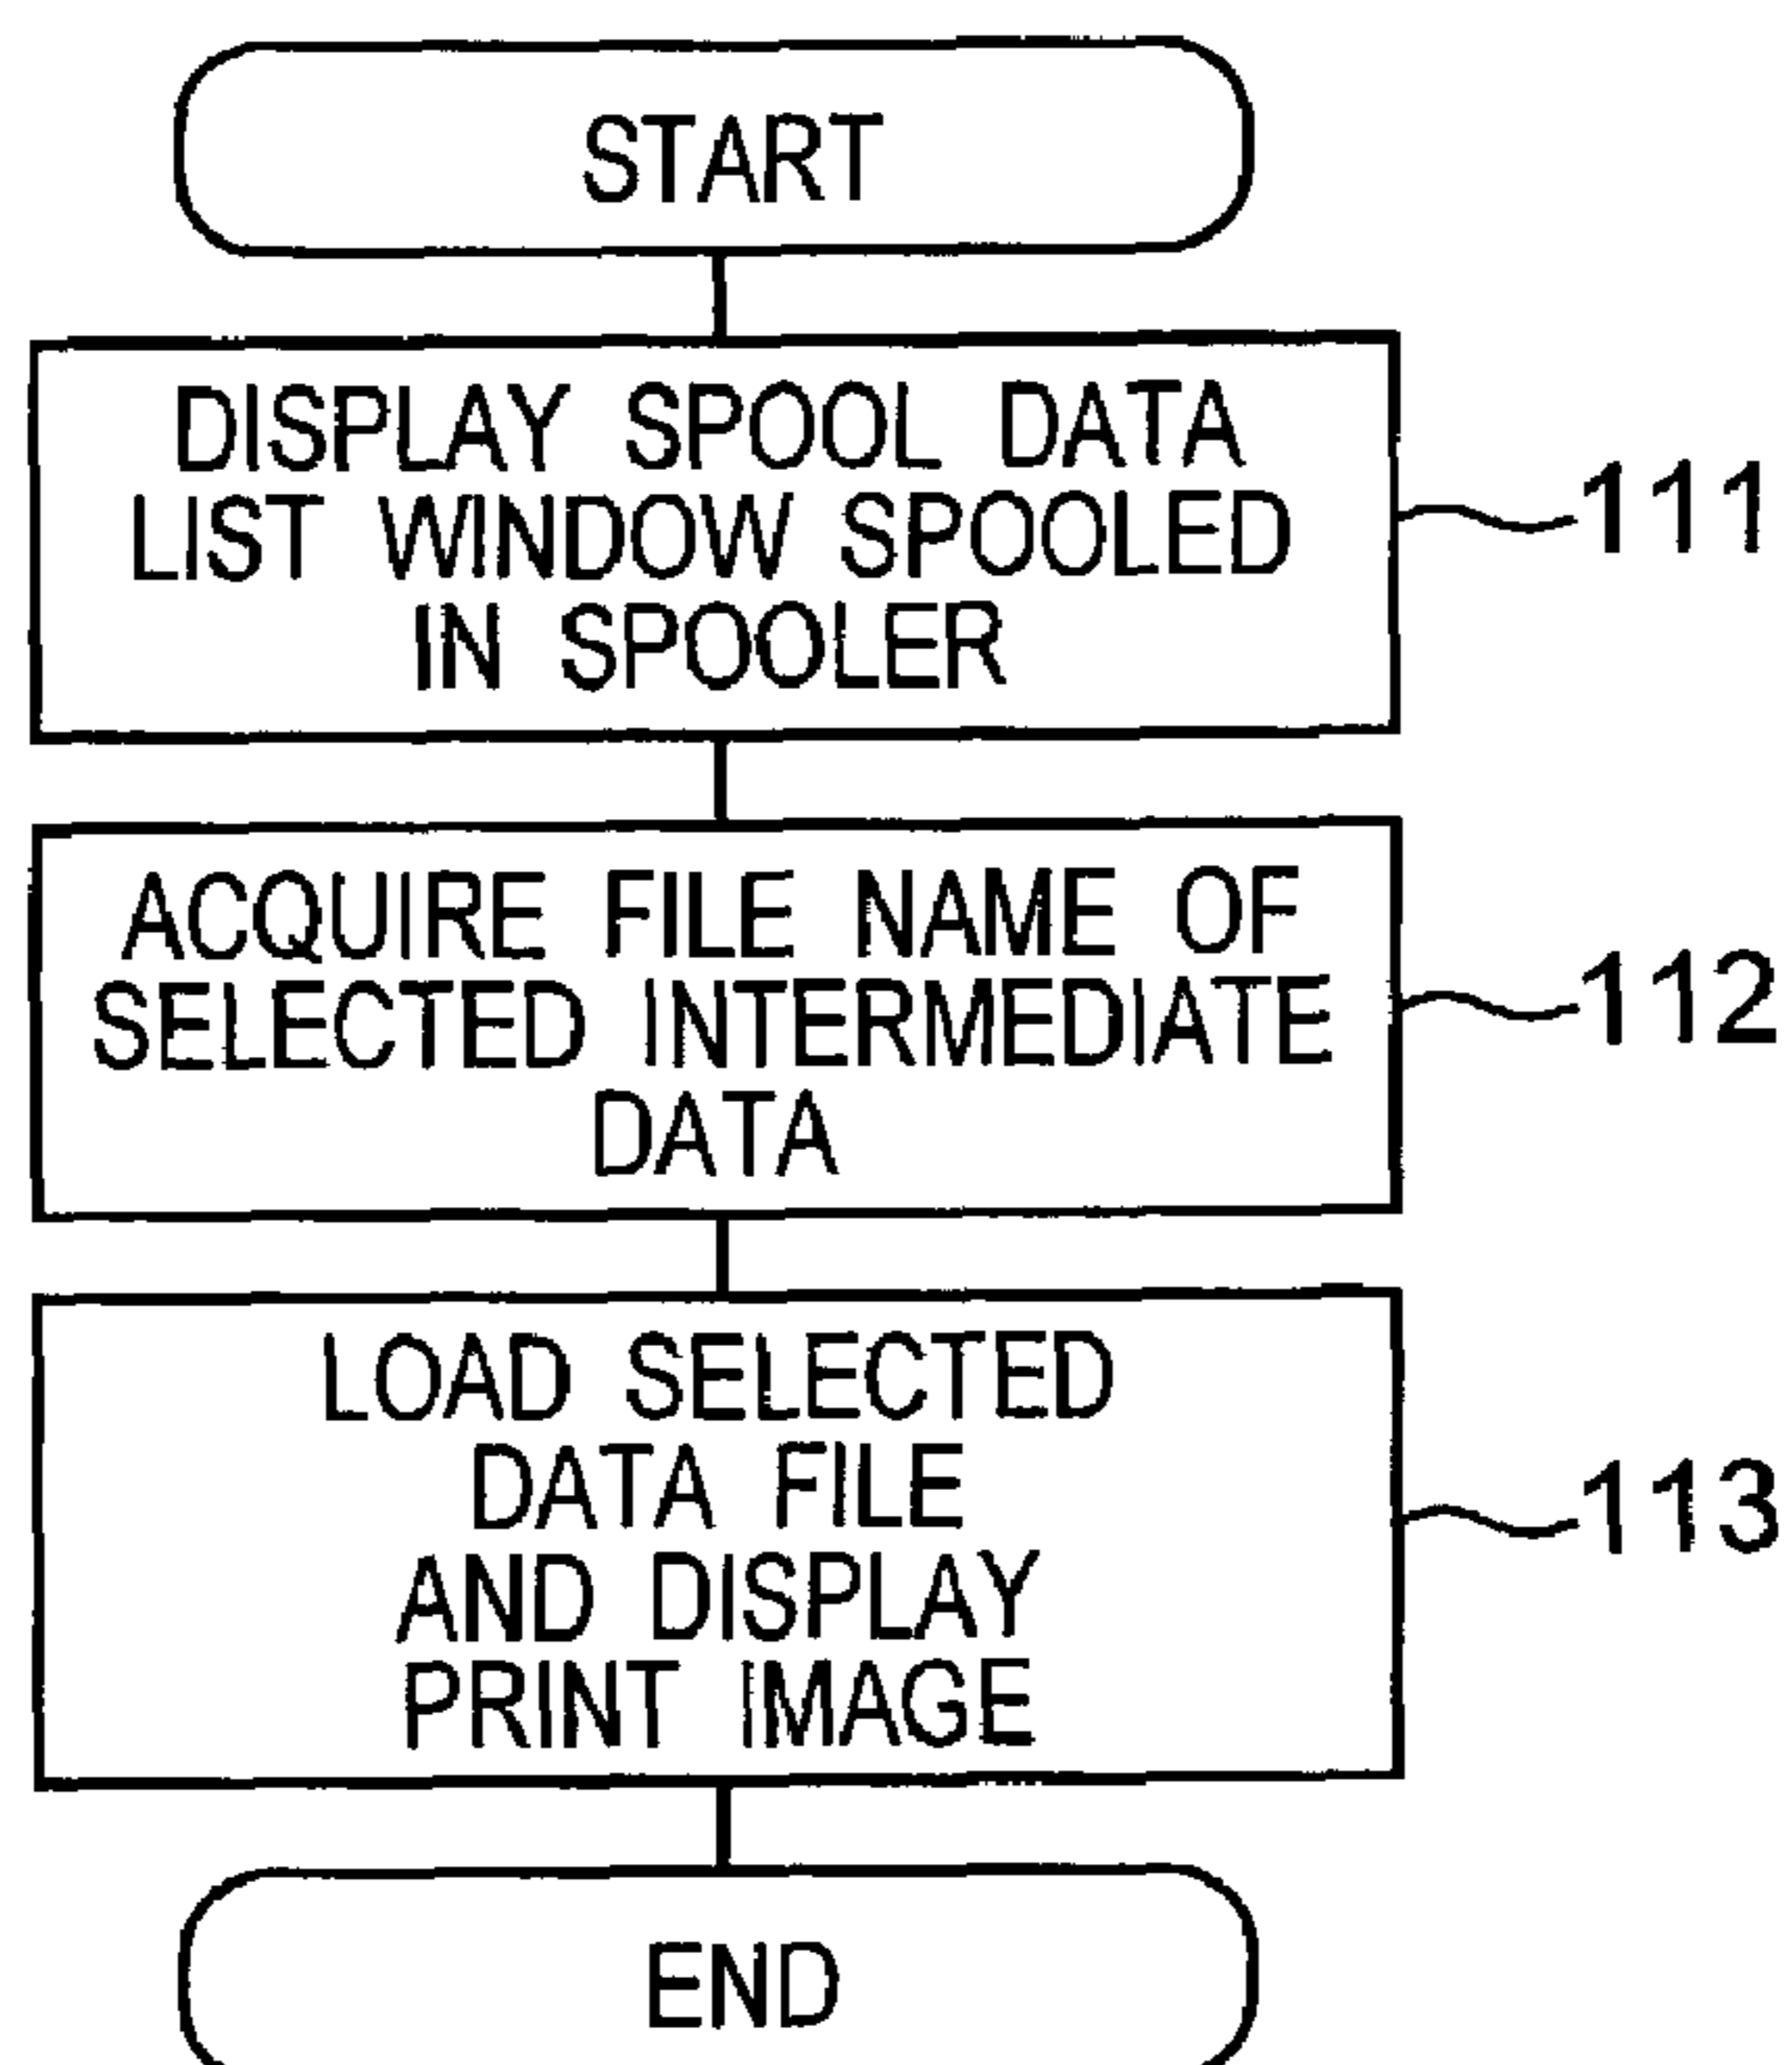 START
DISPLAY SPOOL DATA
LIST WINDOW SPOOLED
IN SPOOLER
111
ACQUIRE FILE NAME OF
SELECTED INTERMEDIATE
DATA
112
LOAD SELECTED
DATA FILE
AND DISPLAY
PRINT IMAGE
113
END